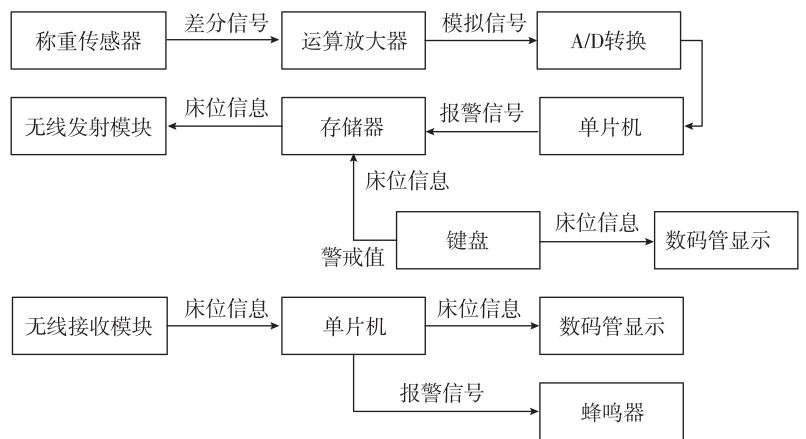 称重传感器
差分信号
运算放大器
模拟信号
A/D转换
无线发射模块
床位信息
存储器
报警信号
单片机
床位信息
警戒值
键盘
床位信息
数码管显示
无线接收模块
床位信息
单片机
床位信息
数码管显示
报警信号
蜂鸣器